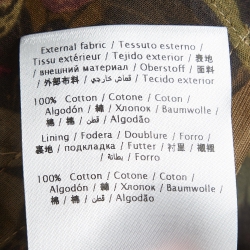 External fabric / Tessuto esterno /
Tissu extérieur / Tejido exterior / 表地
/ внешний материал / Oberstoff / 面料
/ 外部布料 / قماش خارجي / Tecido exterior
100% Cotton / Cotone / Coton /
Algodón / 綿 / Хлопок / Baumwolle /
棉 / 棉 / قطن / Algodão
Lining / Fodera / Doublure / Forro /
裏地 / подкладка / Futter / 衬里 / 襯裡
/ بطانة / Forro
100% Cotton / Cotone / Coton /
Algodón / 綿 / Хлопок / Baumwolle /
棉 / 棉 / قطن / Algodão